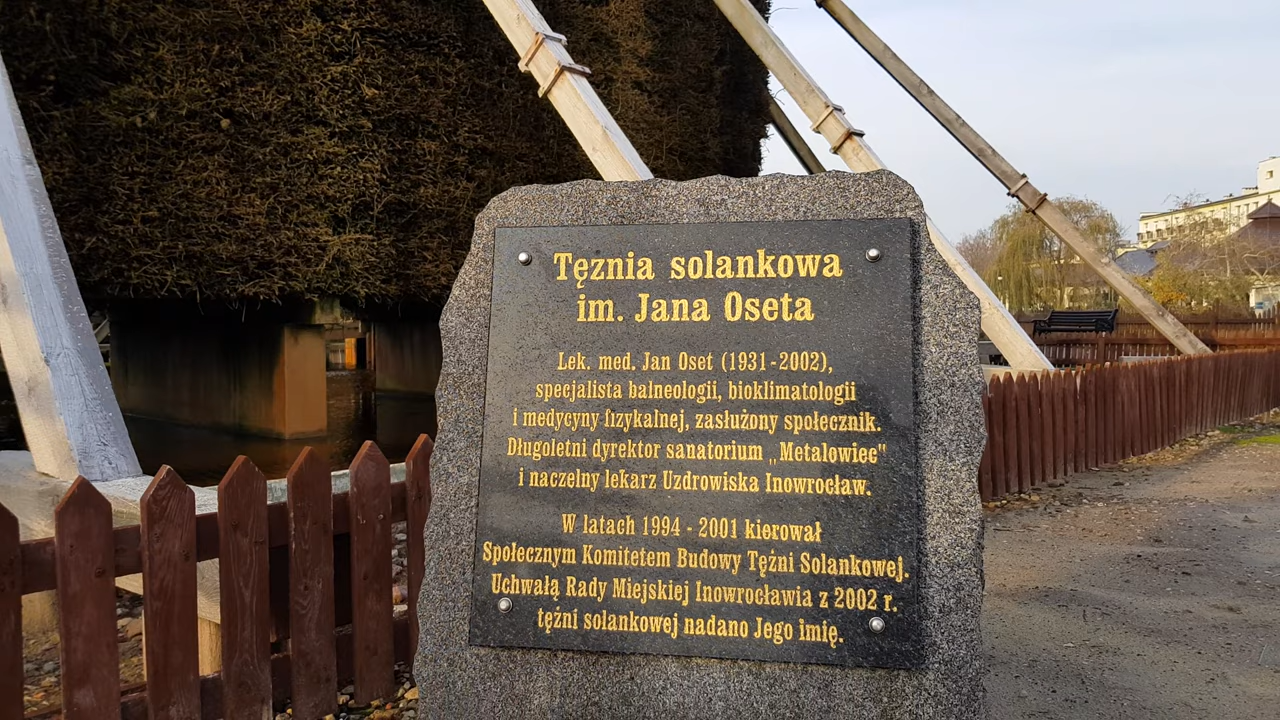 Tężnia solankowa
im. Jana Oseta
Lek. med. Jan Oset (1931-2002),
specjalista balneologii, bioklimatologii
i medycyny fizykalnej, zasłużony społecznik.
Długoletni dyrektor sanatorium „Metalowiec"
i naczelny lekarz Uzdrowiska Inowrocław.
W latach 1994 - 2001 kierował
Społecznym Komitetem Budowy Tężni Solankowej.
Uchwałą Rady Miejskiej Inowrocławia z 2002 r.
tężni solankowej nadano Jego imię.